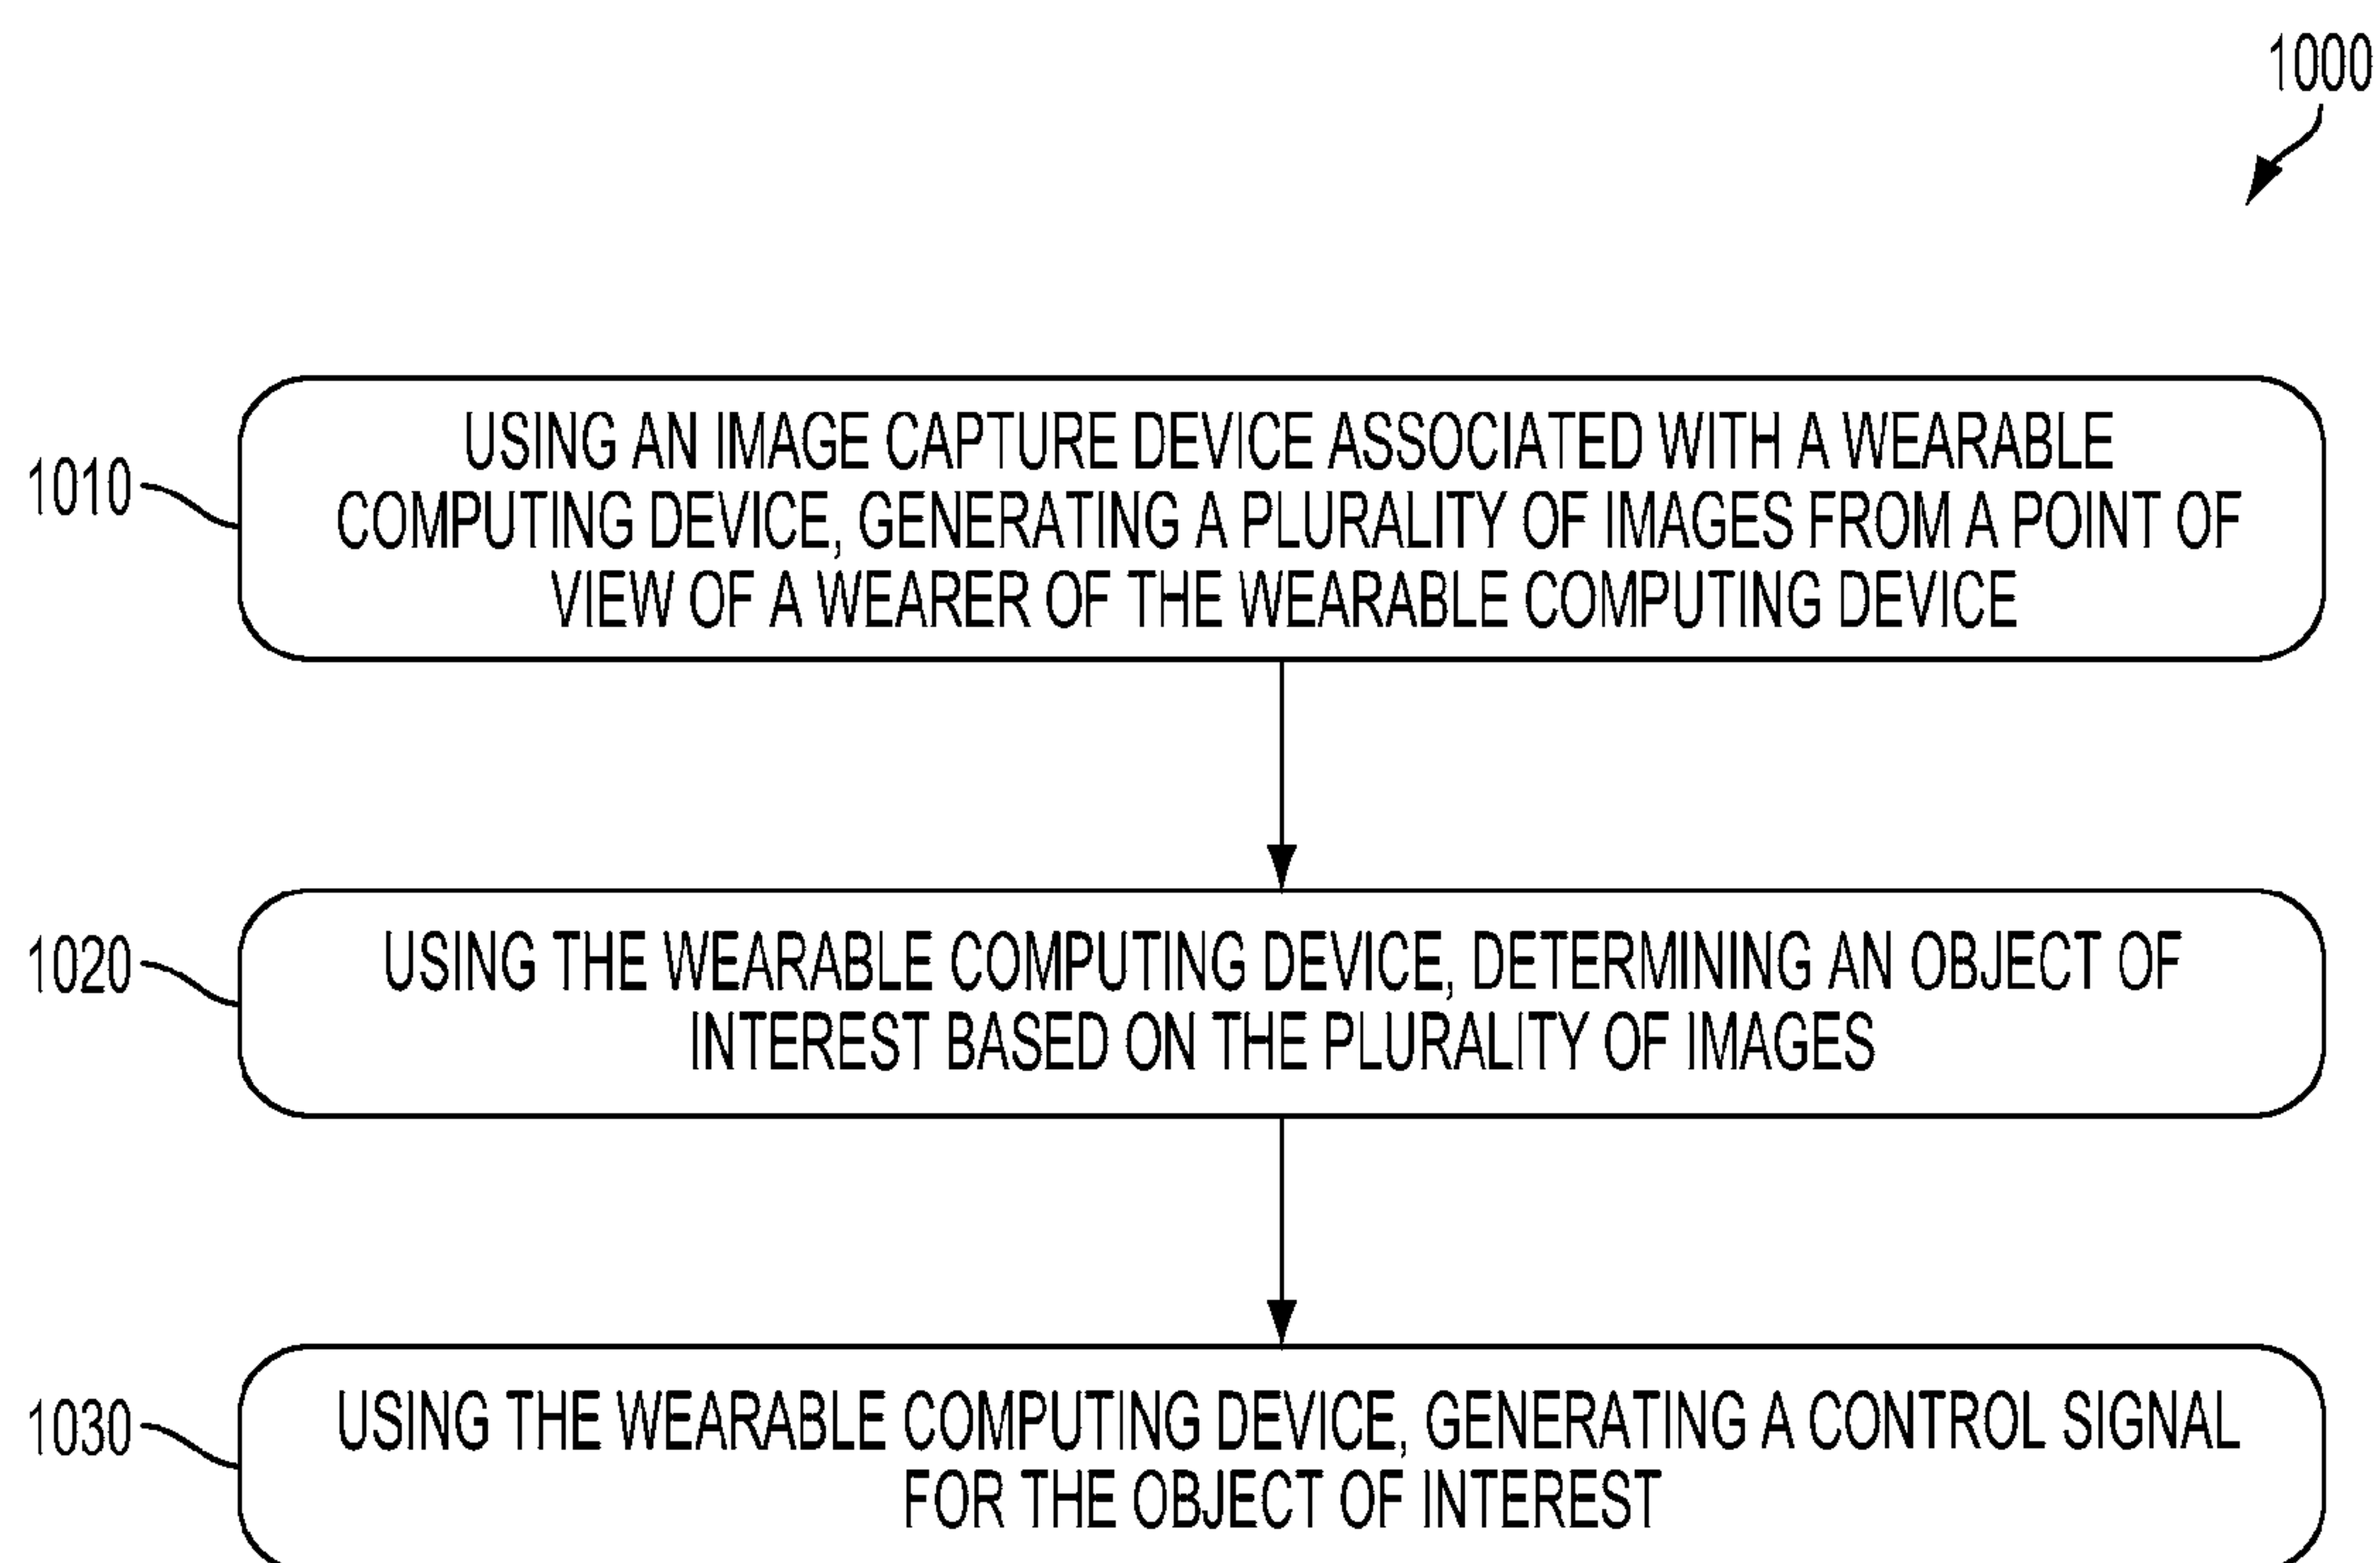 1000
1010
USING AN IMAGE CAPTURE DEVICE ASSOCIATED WITH A WEARABLE
COMPUTING DEVICE, GENERATING A PLURALITY OF IMAGES FROM A POINT OF
VIEW OF A WEARER OF THE WEARABLE COMPUTING DEVICE
1020
USING THE WEARABLE COMPUTING DEVICE, DETERMINING AN OBJECT OF
INTEREST BASED ON THE PLURALITY OF IMAGES
1030
USING THE WEARABLE COMPUTING DEVICE, GENERATING A CONTROL SIGNAL
FOR THE OBJECT OF INTEREST